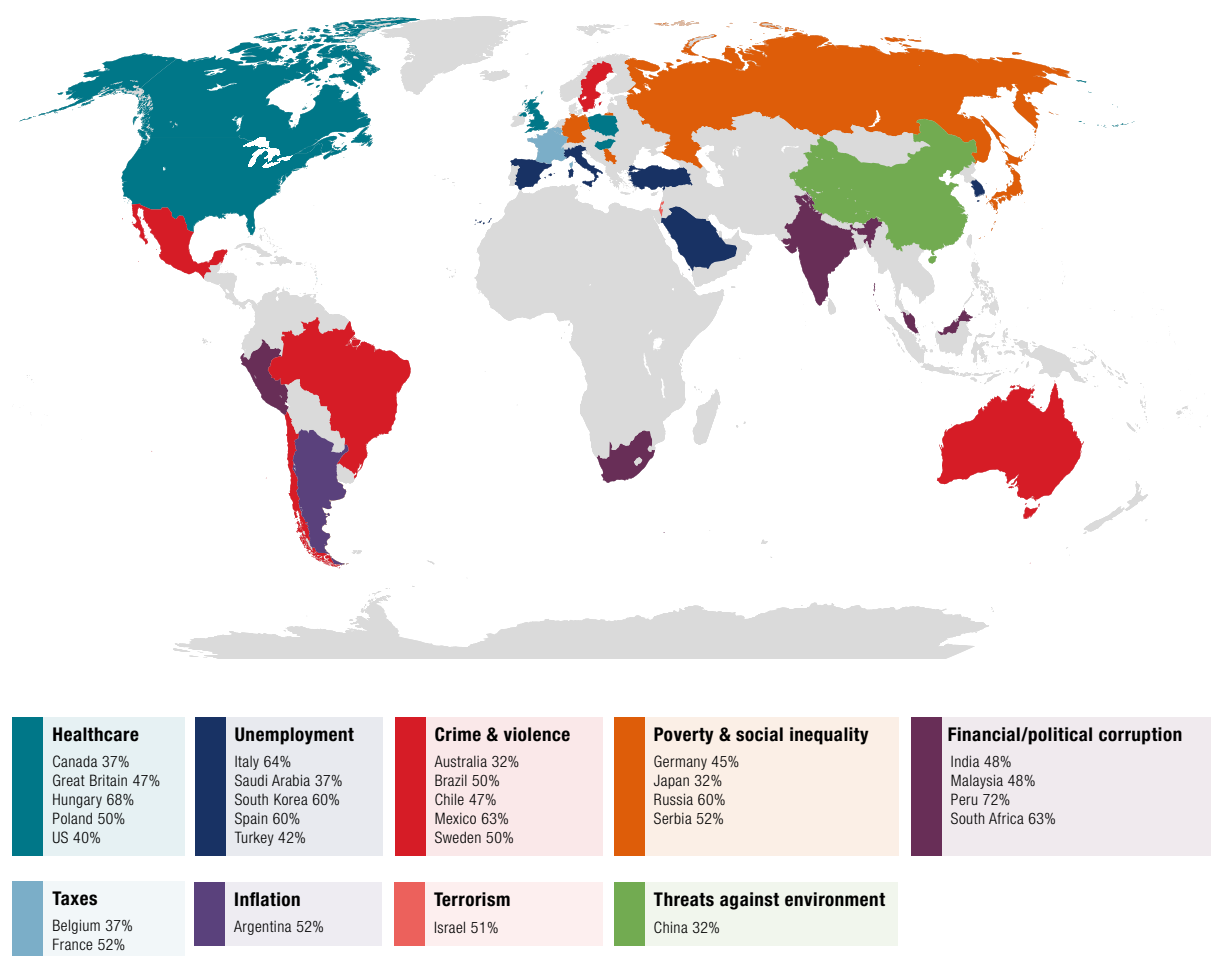 Healthcare
Canada 37%
Great Britain 47%
Hungary 68%
Poland 50%
US 40%
Unemployment
Italy 64%
Saudi Arabia 37%
South Korea 60%
Spain 60%
Turkey 42%
Crime & violence
Australia 32%
Brazil 50%
Chile 47%
Mexico 63%
Sweden 50%
Poverty & social inequality
Germany 45%
Japan 32%
Russia 60%
Serbia 52%
Financial/political corruption
India 48%
Malaysia 48%
Peru 72%
South Africa 63%
Taxes
Belgium 37%
France 52%
Inflation
Argentina 52%
Terrorism
Israel 51%
Threats against environment
China 32%